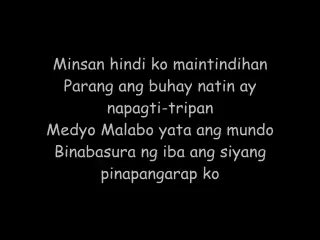 Minsan hindi ko maintindihan
Parang ang buhay natin ay
napagti-tripan
Medyo Malabo yata ang mundo
Binabasura ng iba ang siyang
pinapangarap ko